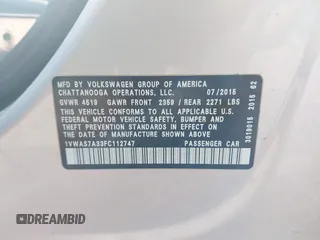 MFD BY VOLKSWAGEN GROUP OF AMERICA
CHATTANOOGA OPERATIONS, LLC. 07/2015
GVWR 4519 GAWR FRONT 2359 / REAR 2271 LBS
THIS VEHICLE CONFORMS TO ALL APPLICABLE
FEDERAL MOTOR VEHICLE SAFETY, BUMPER AND
THEFT PREVENTION STANDARDS IN EFFECT ON THE
DATE OF MANUFACTURE SHOWN ABOVE.
1VWAS7A33FC112747 PASSENGER CAR
3019015 2015 62
DREAMBID